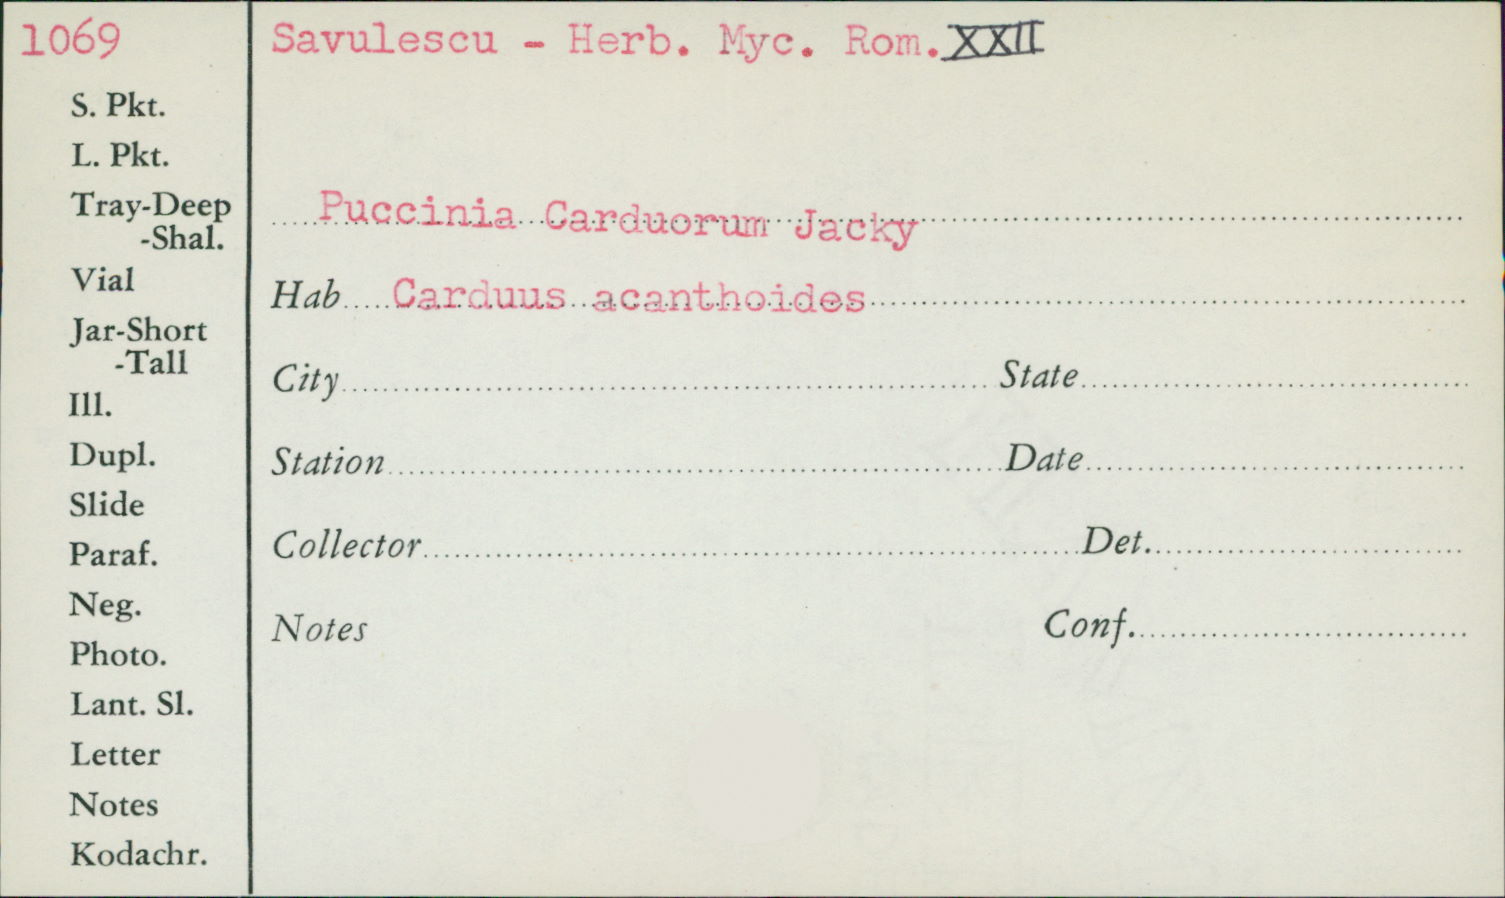 1069
Savulescu - Herb. Myc. Rom. XXII
S. Pkt.
L. Pkt.
Tray-Deep
-Shal.
Vial
Jar-Short
-Tall
Ill.
Dupl.
Slide
Paraf.
Neg.
Photo.
Lant. Sl.
Letter
Notes
Kodachr.
Puccinia Carduorum Jacky
Hab Carduus acanthoides
City State
Station Date
Collector Det.
Notes Conf.